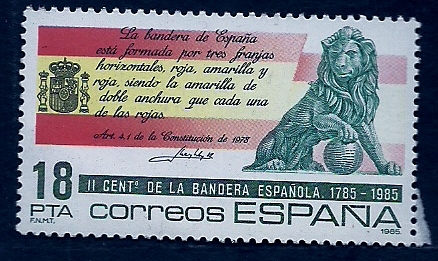 La bandera de España
está formada por tres franjas
horizontales, roja, amarilla y
roja, siendo la amarilla de
doble anchura que cada una
de las rojas.
Art. 4.1 de la Constitución de 1978
18
PTA
F.N.M.T.
II CENTº DE LA BANDERA ESPAÑOLA. 1785-1985
correos ESPAÑA
1985